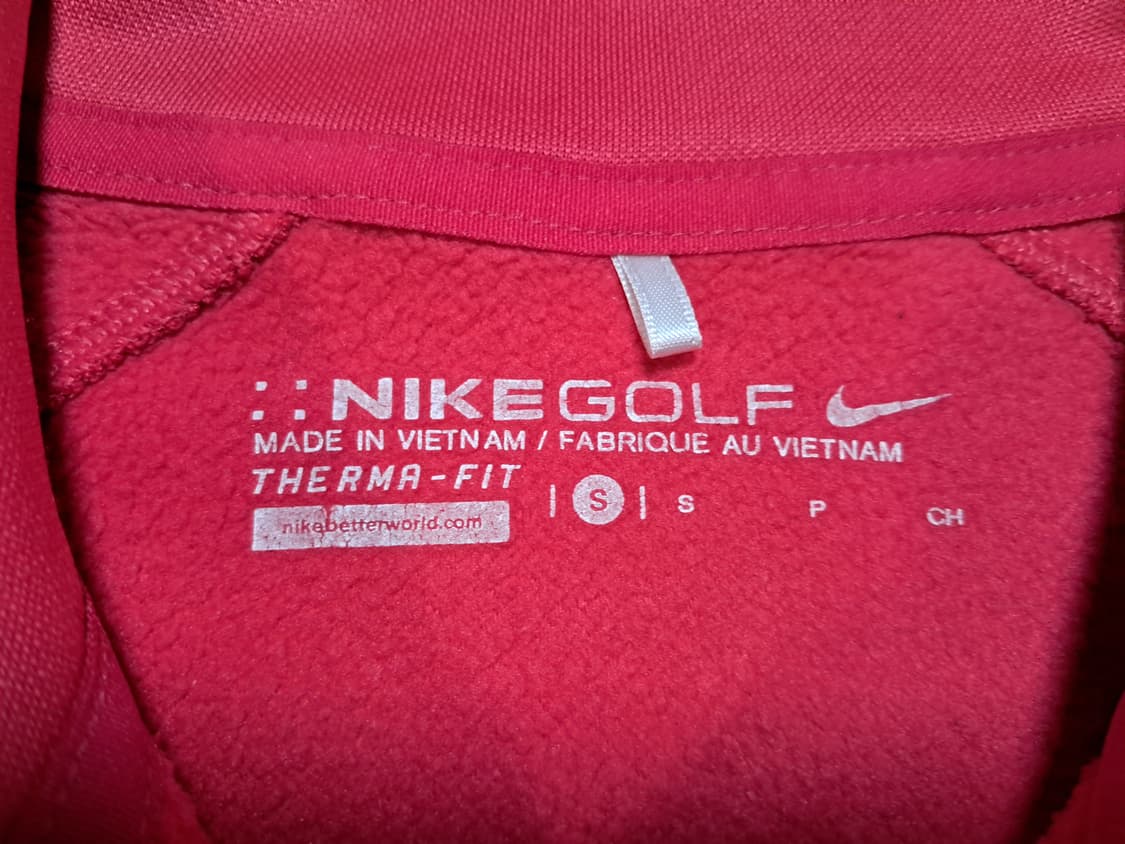 NIKEGOLF
MADE IN VIETNAM / FABRIQUE AU VIETNAM
THERMA-FIT
nikebetterworld.com
| S | S P CH